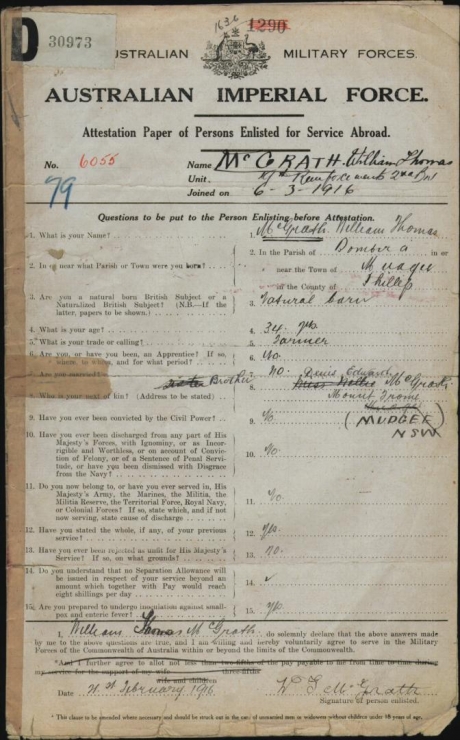 1636
1290
D
30973
AUSTRALIAN MILITARY FORCES.
AUSTRALIAN IMPERIAL FORCE.
Attestation Paper of Persons Enlisted for Service Abroad.
No. 6055 Name McGRATH. William Thomas
79 Unit Reinforcements 2nd Bn
Joined on 6-3-1916
Questions to be put to the Person Enlisting before Attestation.
1. What is your Name? 1. McGrath William Thomas
2. In or near what Parish or Town were you born? 2. In the Parish of in or
near the Town of Mudgee
in the County of Phillip
3. Are you a natural born British Subject or a
Naturalized British Subject? (N.B.—If the
latter, papers to be shown.) 3. Natural born
4. What is your age? 4. yrs.
5. What is your trade or calling? 5. Farmer
6. Are you, or have you been, an Apprentice? If so,
where, to whom, and for what period? 6. No.
7. Are you married? 7. no.
8. Who is your next of kin? (Address to be stated) Brother 8. Denis Edward McGrath
Mount Frome
(MUDGEE
NSW
9. Have you ever been convicted by the Civil Power? 9. No
10. Have you ever been discharged from any part of His
Majesty's Forces, with Ignominy, or as Incor-
rigible and Worthless, or on account of Convic-
tion of Felony, or of a Sentence of Penal Servi-
tude, or have you been dismissed with Disgrace
from the Navy? 10. No.
11. Do you now belong to, or have you ever served in, His
Majesty's Army, the Marines, the Militia, the
Militia Reserve, the Territorial Force, Royal Navy,
or Colonial Forces? If so, state which, and if
not now serving, state cause of discharge 11. No
12. Have you stated the whole, if any, of your previous
service? 12. yes.
13. Have you ever been rejected as unfit for His Majesty's
Service? If so, on what grounds? 13. no.
14. Do you understand that no Separation Allowance will
be issued in respect of your service beyond an
amount which together with Pay would reach
eight shillings per day 14. ✓
15. Are you prepared to undergo inoculation against small-
pox and enteric fever? 15. yes
I, William Thomas McGrath, do solemnly declare that the above answers made
by me to the above questions are true, and I am willing and hereby voluntarily agree to serve in the Military
Forces of the Commonwealth of Australia within or beyond the limits of the Commonwealth.
*And I further agree to allot not less than two-fifths of the pay payable to me from time to time during
three-fifths
my service for the support of my wife
wife and children
Date February 1916. W T McGrath
Signature of person enlisted.
* This clause to be amended where necessary and should be struck out in the case of unmarried men or widowers without children under 18 years of age.